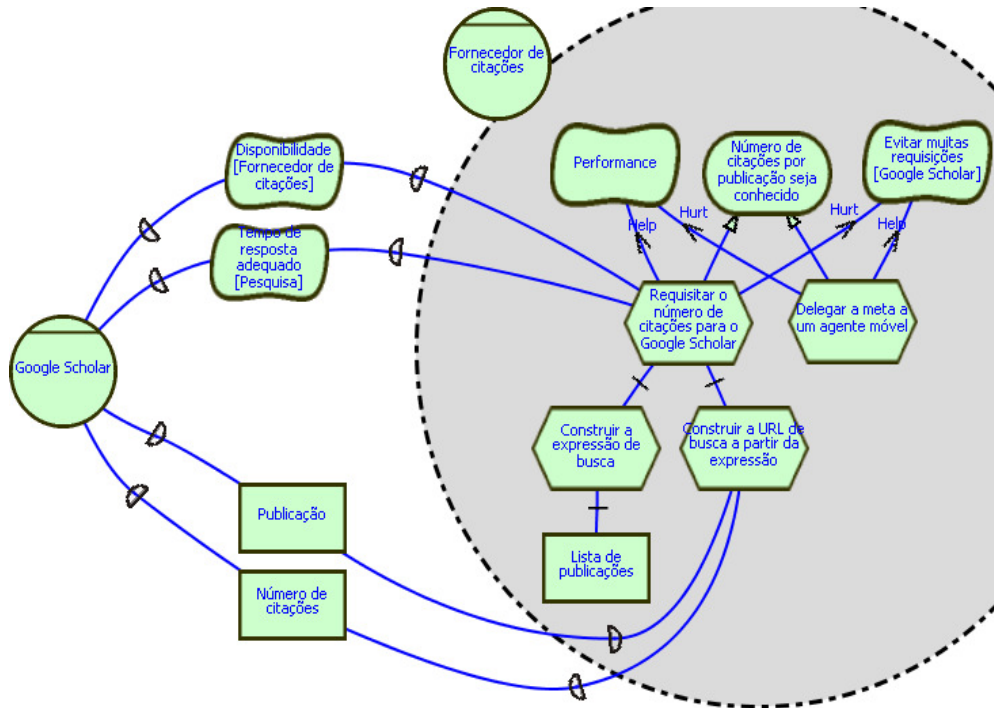 Fornecedor de
citações
Disponibilidade
[Fornecedor de
citações]
Performance
Número de
citações por
publicação seja
conhecido
Evitar muitas
requisições
[Google Scholar]
Help
Hurt
Hurt
Help
Tempo de
resposta
adequado
[Pesquisa]
Requisitar o
número de
citações para o
Google Scholar
Delegar a meta a
um agente móvel
Google Scholar
Construir a
expressão de
busca
Construir a URL de
busca a partir da
expressão
Publicação
Lista de
publicações
Número de
citações